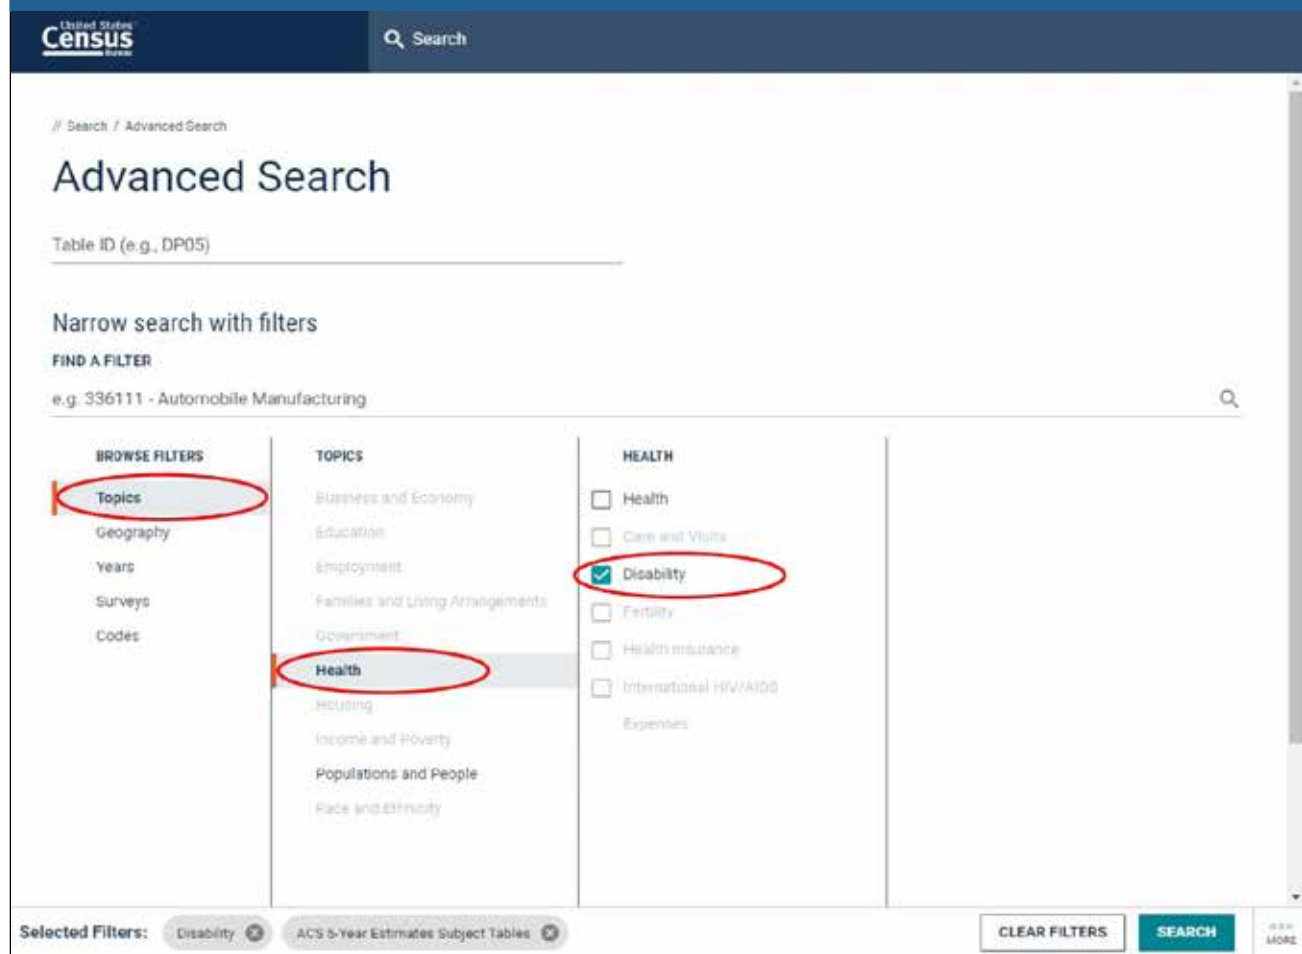 United States
Census
Bureau
Search
// Search / Advanced Search
Advanced Search
Table ID (e.g., DP05)
Narrow search with filters
FIND A FILTER
e.g. 336111 - Automobile Manufacturing
BROWSE FILTERS
Topics
Geography
Years
Surveys
Codes
TOPICS
Business and Economy
Education
Employment
Families and Living Arrangements
Government
Health
Housing
Income and Poverty
Populations and People
Race and Ethnicity
HEALTH
Health
Care and Visits
Disability
Fertility
Health Insurance
International HIV/AIDS
Expenses
Selected Filters: Disability ACS 5-Year Estimates Subject Tables CLEAR FILTERS SEARCH MORE